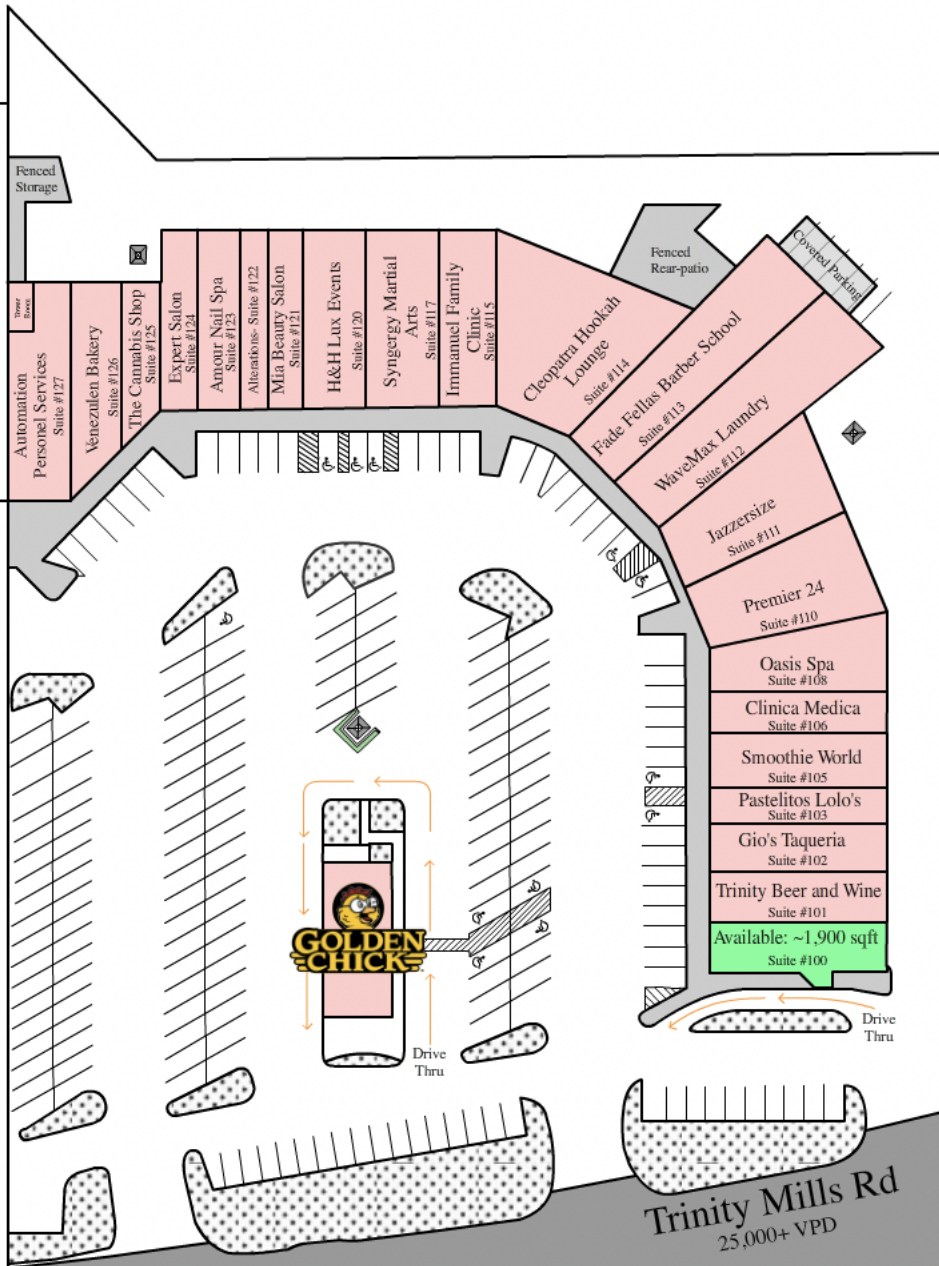 Fenced
Storage
Tower
Room
Automation
Personel Services
Suite #127
Venezulen Bakery
Suite #126
The Cannabis Shop
Suite #125
Expert Salon
Suite #124
Amour Nail Spa
Suite #123
Alterations- Suite #122
Mia Beauty Salon
Suite #121
H&H Lux Events
Suite #120
Syngergy Martial
Arts
Suite #117
Immanuel Family
Clinic
Suite #115
Cleopatra Hookah
Lounge
Suite #114
Fenced
Rear-patio
Covered Parking
Fade Fellas Barber School
Suite #113
WaveMax Laundry
Suite #112
Jazzersize
Suite #111
Premier 24
Suite #110
Oasis Spa
Suite #108
Clinica Medica
Suite #106
Smoothie World
Suite #105
Pastelitos Lolo's
Suite #103
Gio's Taqueria
Suite #102
Trinity Beer and Wine
Suite #101
Available: ~1,900 sqft
Suite #100
Drive
Thru
GOLDEN
CHICK
Drive
Thru
Trinity Mills Rd
25,000+ VPD